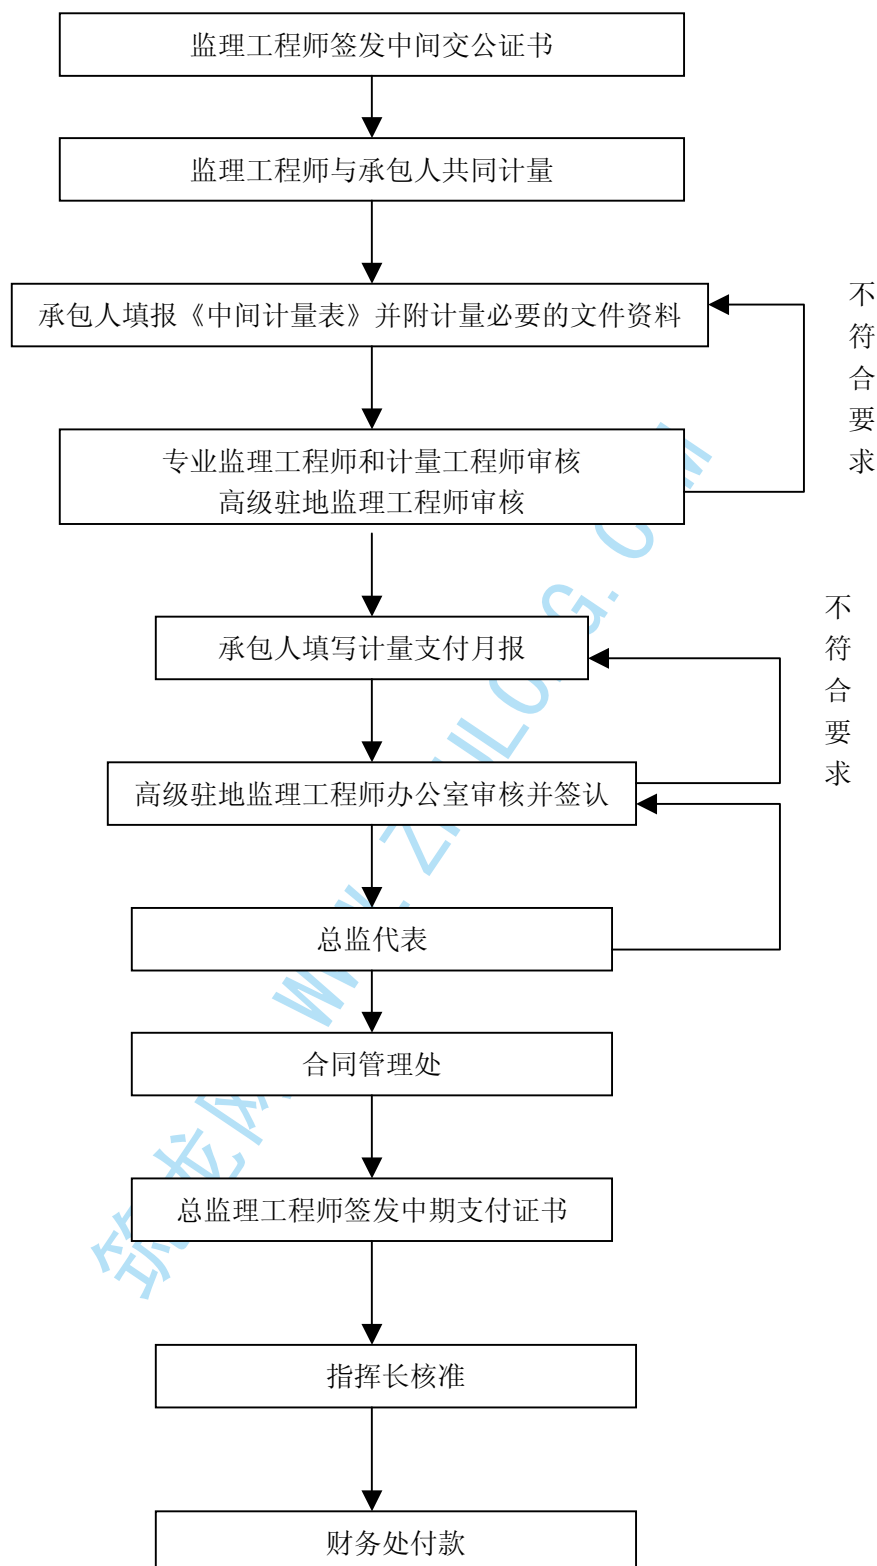 监理工程师签发中间交公证书
监理工程师与承包人共同计量
承包人填报《中间计量表》并附计量必要的文件资料
不符合要求
专业监理工程师和计量工程师审核
高级驻地监理工程师审核
承包人填写计量支付月报
不符合要求
高级驻地监理工程师办公室审核并签认
总监代表
合同管理处
总监理工程师签发中期支付证书
指挥长核准
财务处付款
筑龙网 WWW.ZHULONG.COM